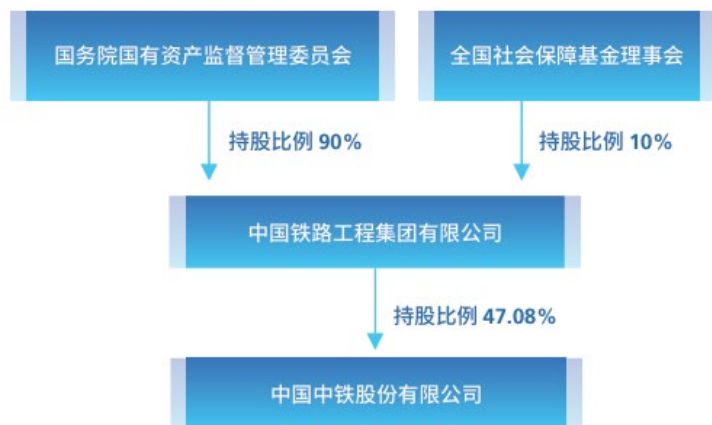 国务院国有资产监督管理委员会
全国社会保障基金理事会
持股比例 90%
持股比例 10%
中国铁路工程集团有限公司
持股比例 47.08%
中国中铁股份有限公司